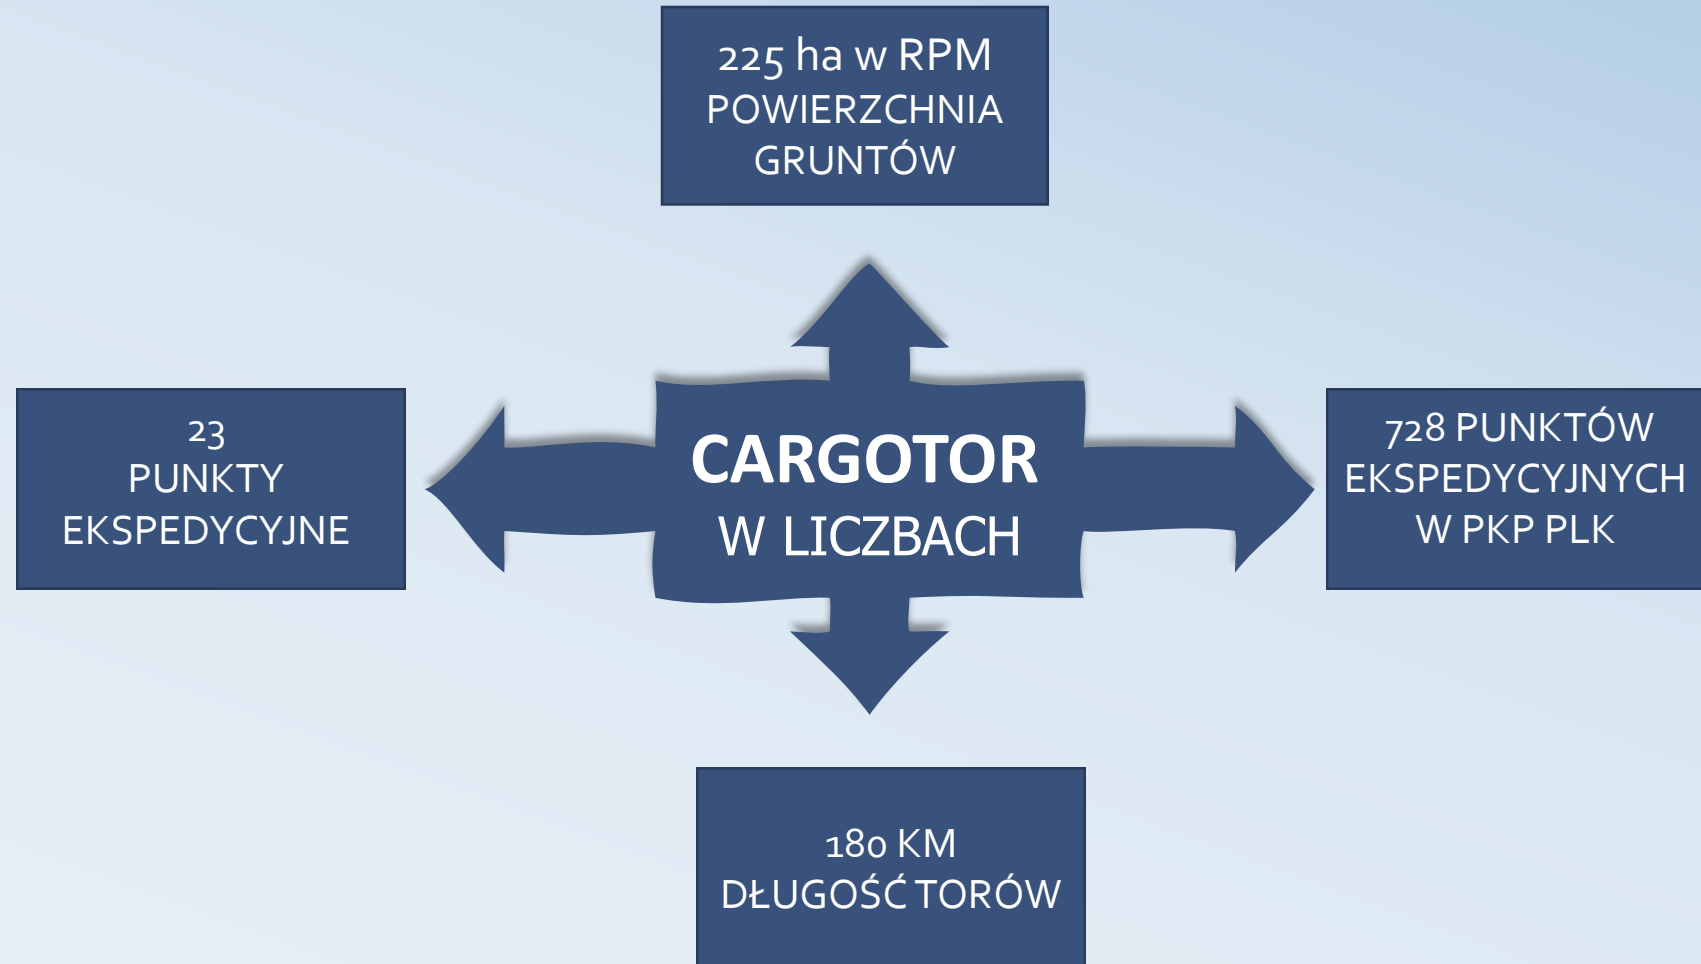 225 ha w RPM
POWIERZCHNIA
GRUNTÓW
23
PUNKTY
EKSPEDYCYJNE
CARGOTOR
W LICZBACH
728 PUNKTÓW
EKSPEDYCYJNYCH
W PKP PLK
180 KM
DŁUGOŚĆ TORÓW